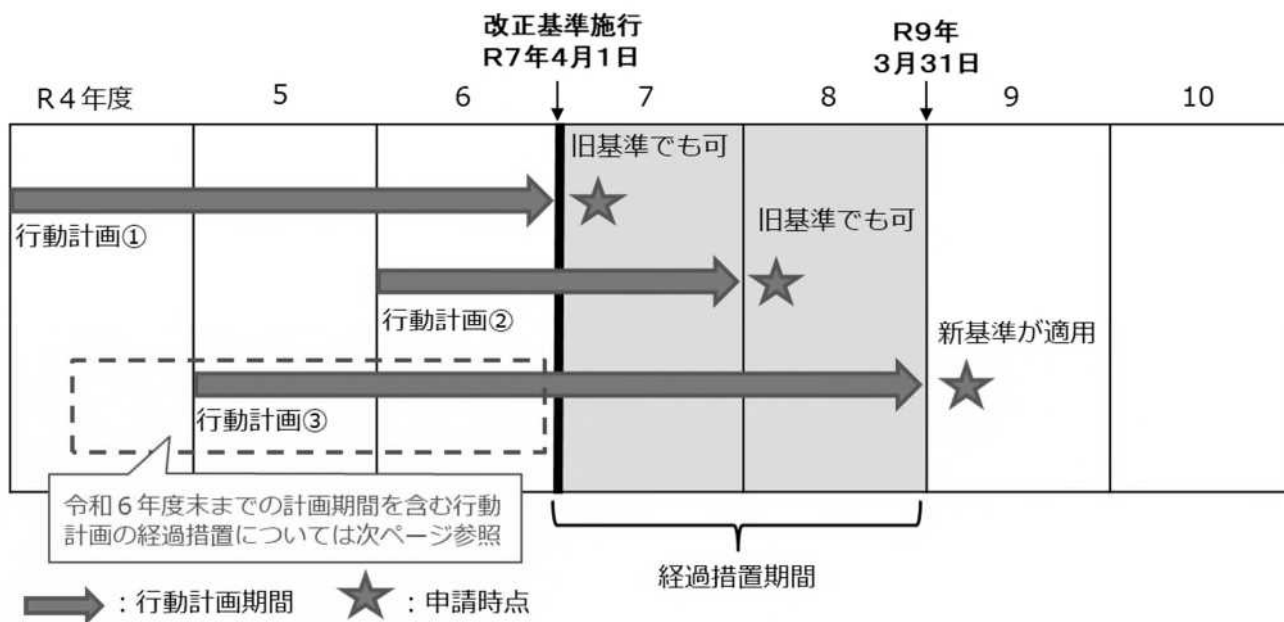 改正基準施行
R7年4月1日
R9年
3月31日
R4年度
5
6
7
8
9
10
旧基準でも可
行動計画①
旧基準でも可
行動計画②
新基準が適用
行動計画③
令和6年度末までの計画期間を含む行動
計画の経過措置については次ページ参照
経過措置期間
：行動計画期間
：申請時点